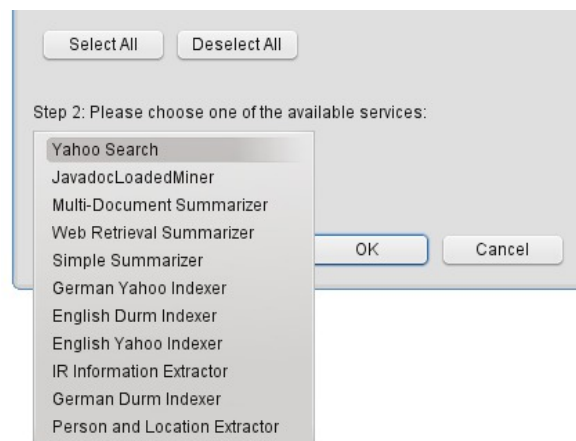 Select All Deselect All
Step 2: Please choose one of the available services:
Yahoo Search
JavadocLoadedMiner
Multi-Document Summarizer
Web Retrieval Summarizer
OK Cancel
Simple Summarizer
German Yahoo Indexer
English Durm Indexer
English Yahoo Indexer
IR Information Extractor
German Durm Indexer
Person and Location Extractor